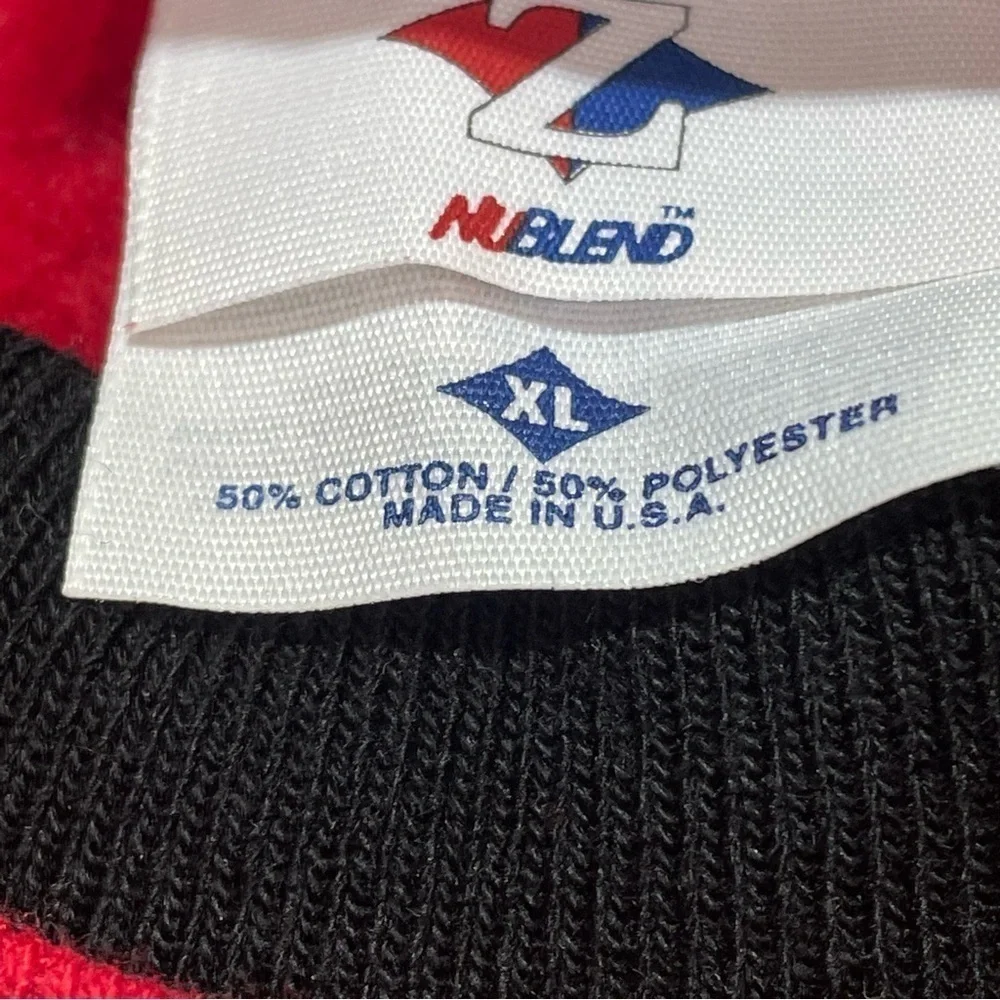 Z
NUBLEND™
XL
50% COTTON / 50% POLYESTER
MADE IN U.S.A.